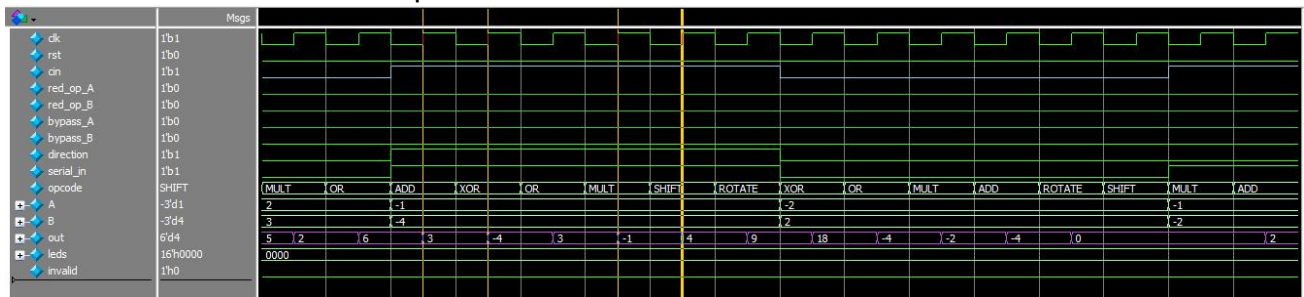 Msgs
clk 1'b1
rst 1'b0
cin 1'b1
red_op_A 1'b0
red_op_B 1'b0
bypass_A 1'b0
bypass_B 1'b0
direction 1'b1
serial_in 1'b1
opcode SHIFT MULT OR ADD XOR OR MULT SHIFT ROTATE XOR OR MULT ADD ROTATE SHIFT MULT ADD
A -3'd1 2 -1 -2 -1
B -3'd4 3 -4 2 -2
out 6'd4 5 2 6 3 -4 3 -1 4 9 18 -4 -2 -4 0 2
leds 16'h0000 0000
invalid 1'h0